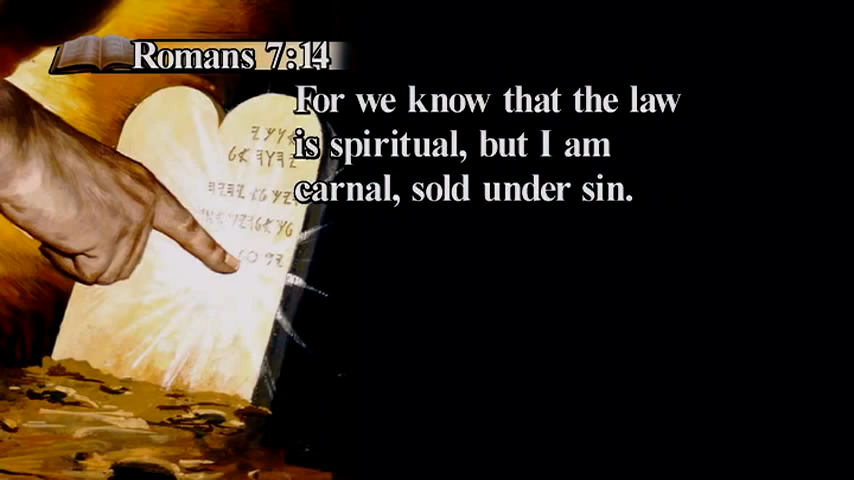 Romans 7:14
For we know that the law
is spiritual, but I am
carnal, sold under sin.